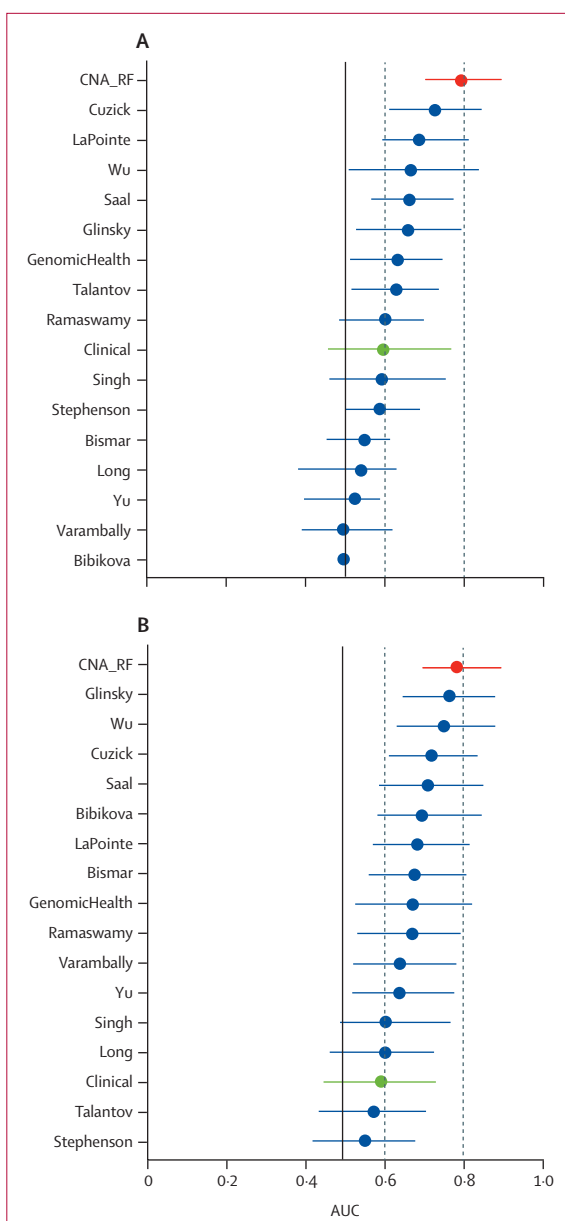 A
CNA_RF
Cuzick
LaPointe
Wu
Saal
Glinsky
GenomicHealth
Talantov
Ramaswamy
Clinical
Singh
Stephenson
Bismar
Long
Yu
Varambally
Bibikova
B
CNA_RF
Glinsky
Wu
Cuzick
Saal
Bibikova
LaPointe
Bismar
GenomicHealth
Ramaswamy
Varambally
Yu
Singh
Long
Clinical
Talantov
Stephenson
0 0·2 0·4 0·6 0·8 1·0
AUC